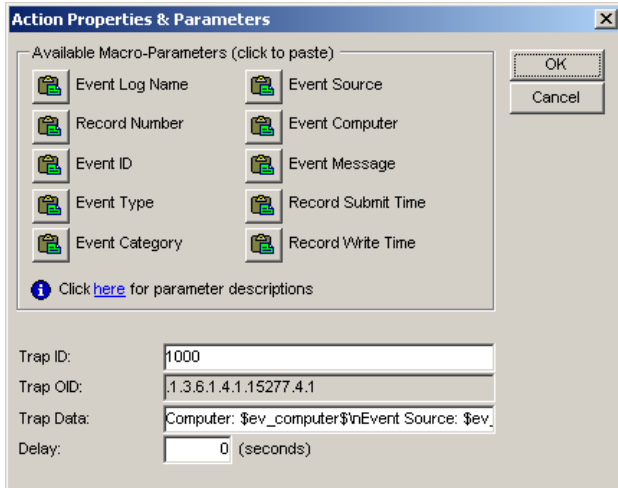 Action Properties & Parameters
Available Macro-Parameters (click to paste)
OK
Cancel
Event Log Name
Event Source
Record Number
Event Computer
Event ID
Event Message
Event Type
Record Submit Time
Event Category
Record Write Time
Click here for parameter descriptions
Trap ID: 1000
Trap OID: .1.3.6.1.4.1.15277.4.1
Trap Data: Computer: $ev_computer$\nEvent Source: $ev_
Delay: 0 (seconds)